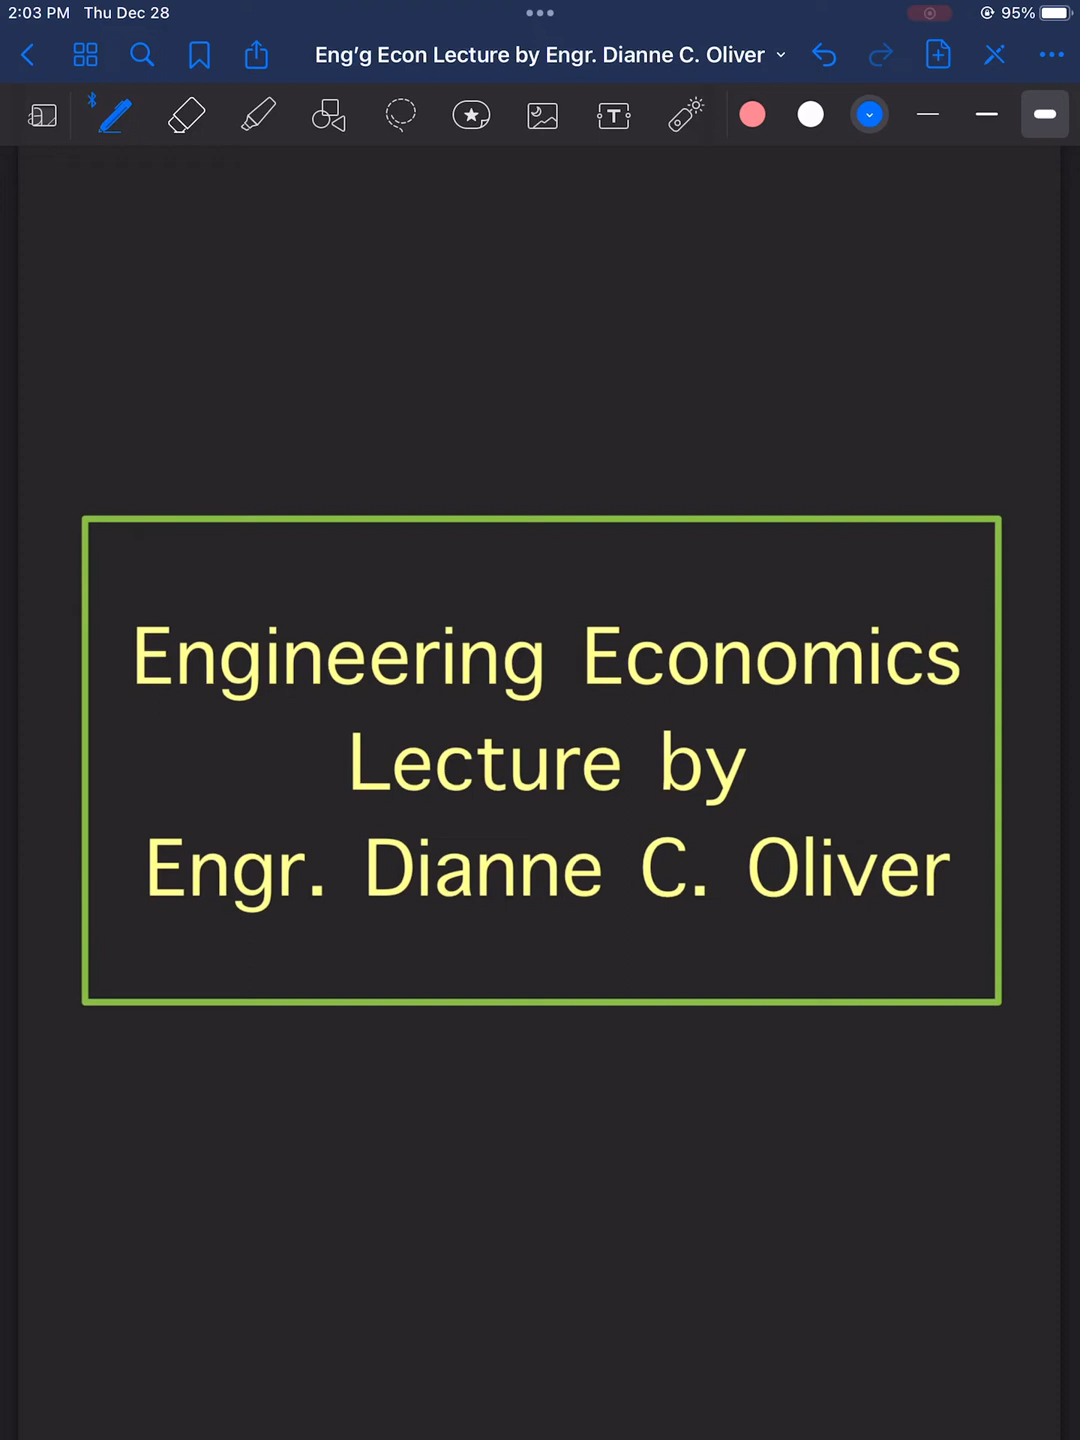 2:03 PM Thu Dec 28
95%
Eng’g Econ Lecture by Engr. Dianne C. Oliver
T
Engineering Economics
Lecture by
Engr. Dianne C. Oliver